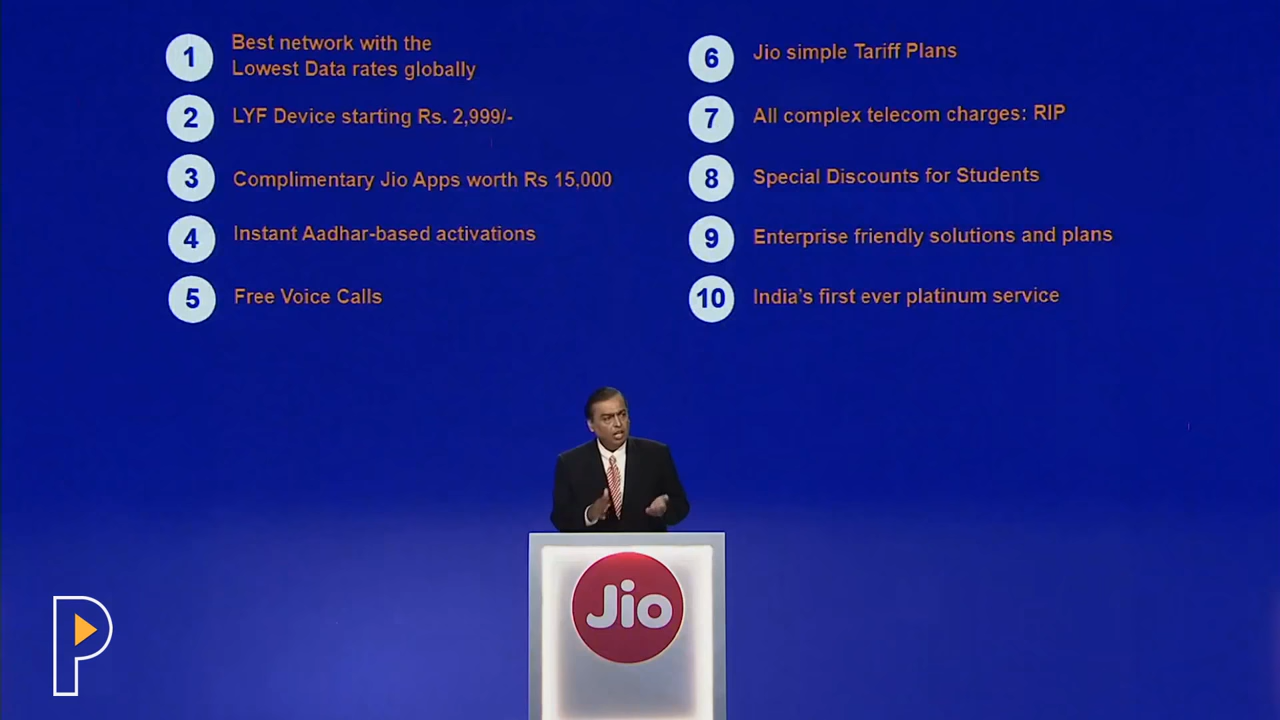 1
Best network with the
Lowest Data rates globally
2
LYF Device starting Rs. 2,999/-
3
Complimentary Jio Apps worth Rs 15,000
4
Instant Aadhar-based activations
5
Free Voice Calls
6
Jio simple Tariff Plans
7
All complex telecom charges: RIP
8
Special Discounts for Students
9
Enterprise friendly solutions and plans
10
India's first ever platinum service
Jio
P